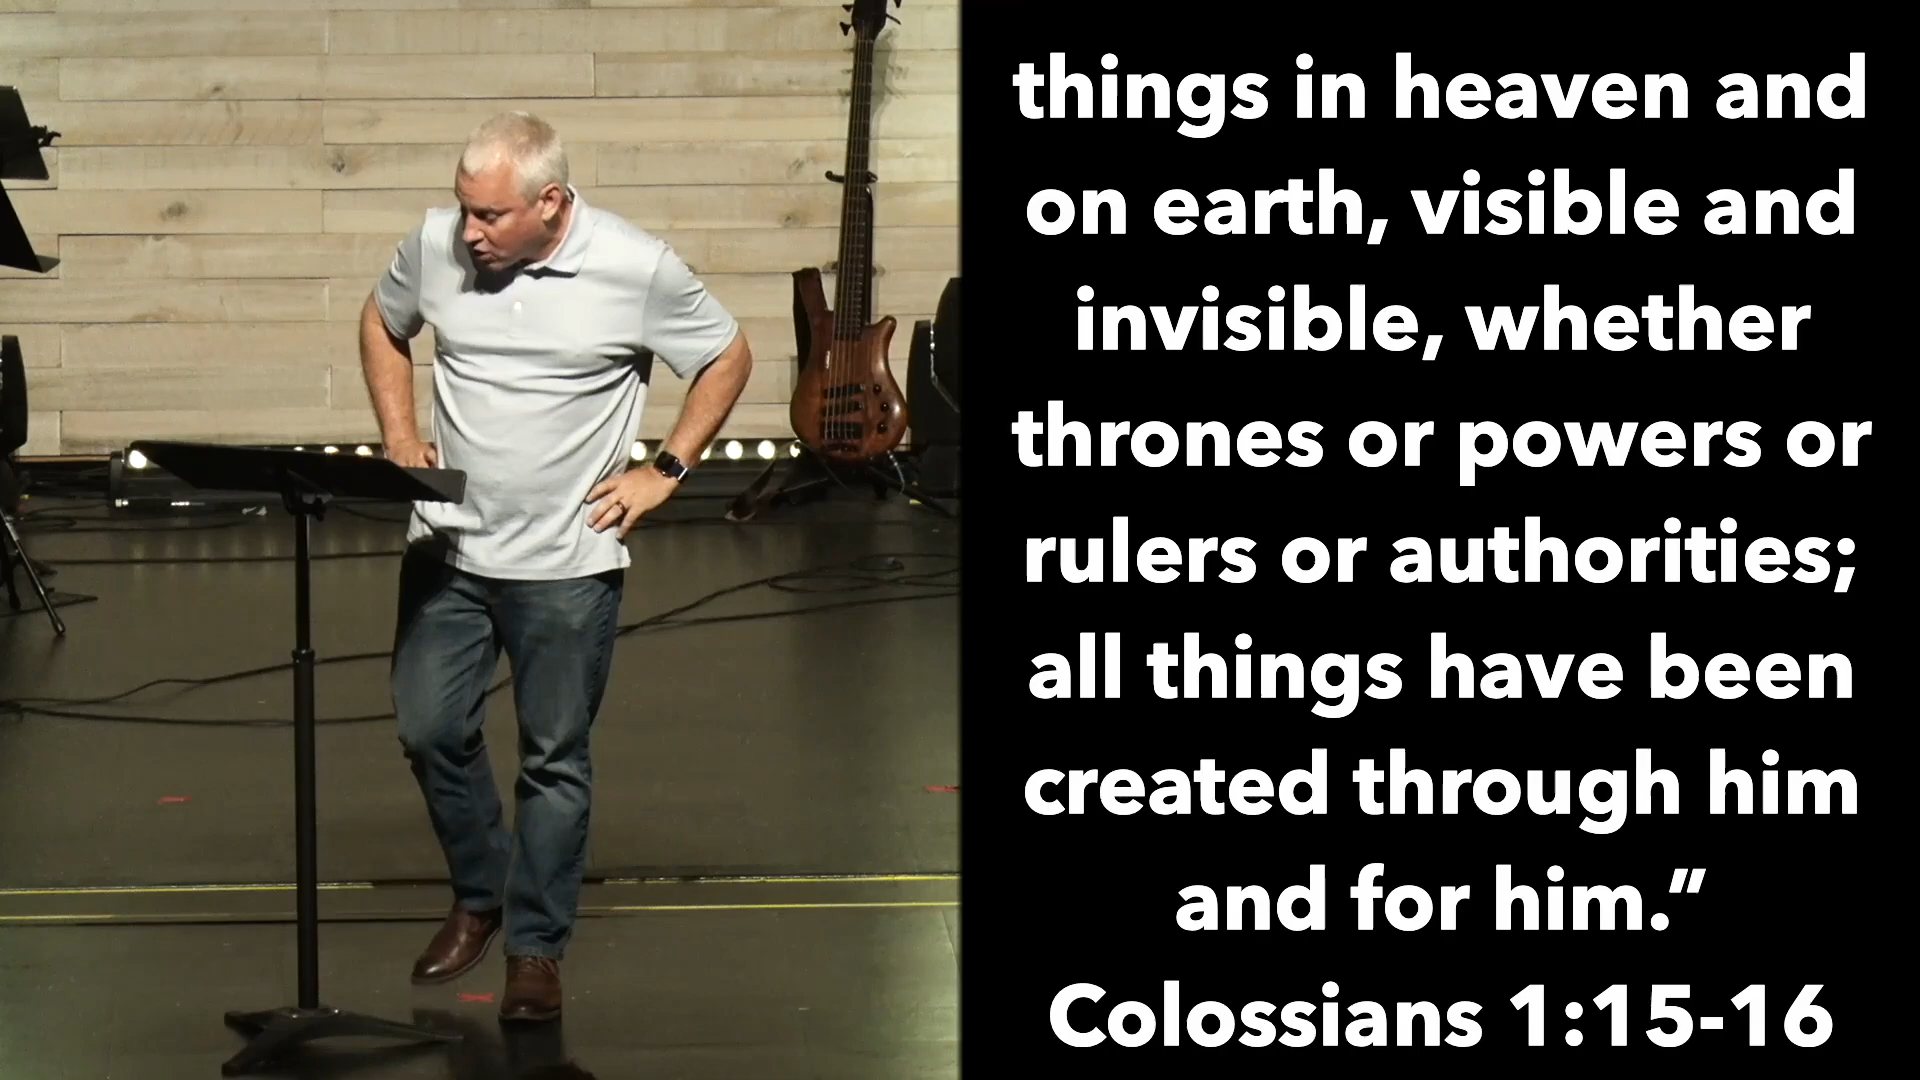 things in heaven and
on earth, visible and
invisible, whether
thrones or powers or
rulers or authorities;
all things have been
created through him
and for him.”
Colossians 1:15-16